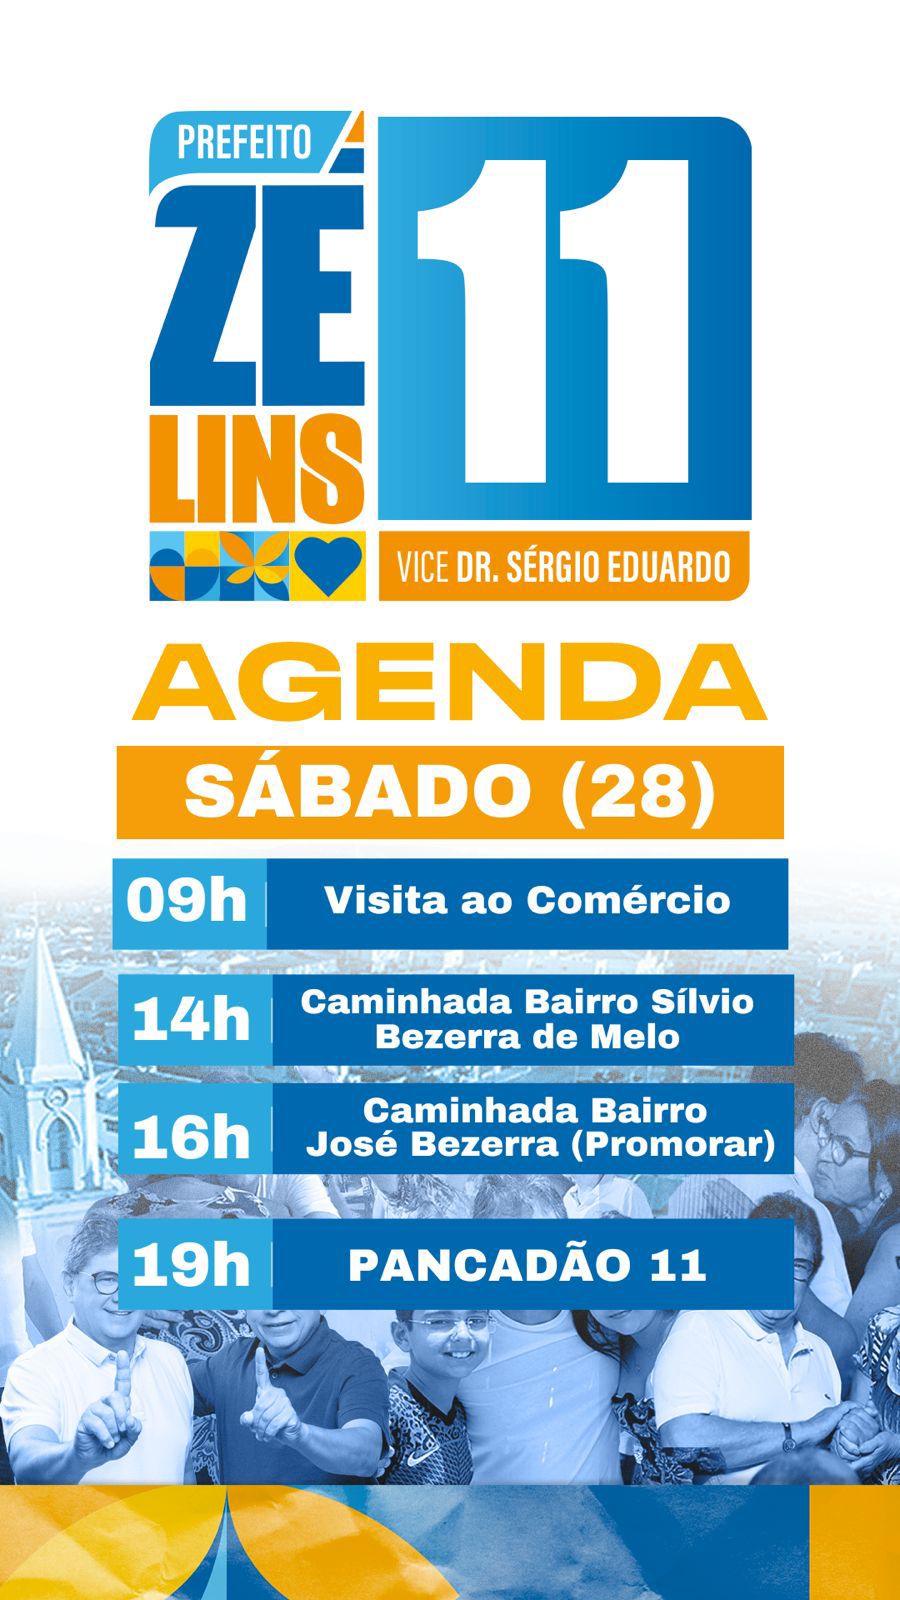 PREFEITO
ZÉ
LINS
11
VICE DR. SÉRGIO EDUARDO
AGENDA
SÁBADO (28)
09h
Visita ao Comércio
14h
Caminhada Bairro Sílvio
Bezerra de Melo
16h
Caminhada Bairro
José Bezerra (Promorar)
19h
PANCADÃO 11